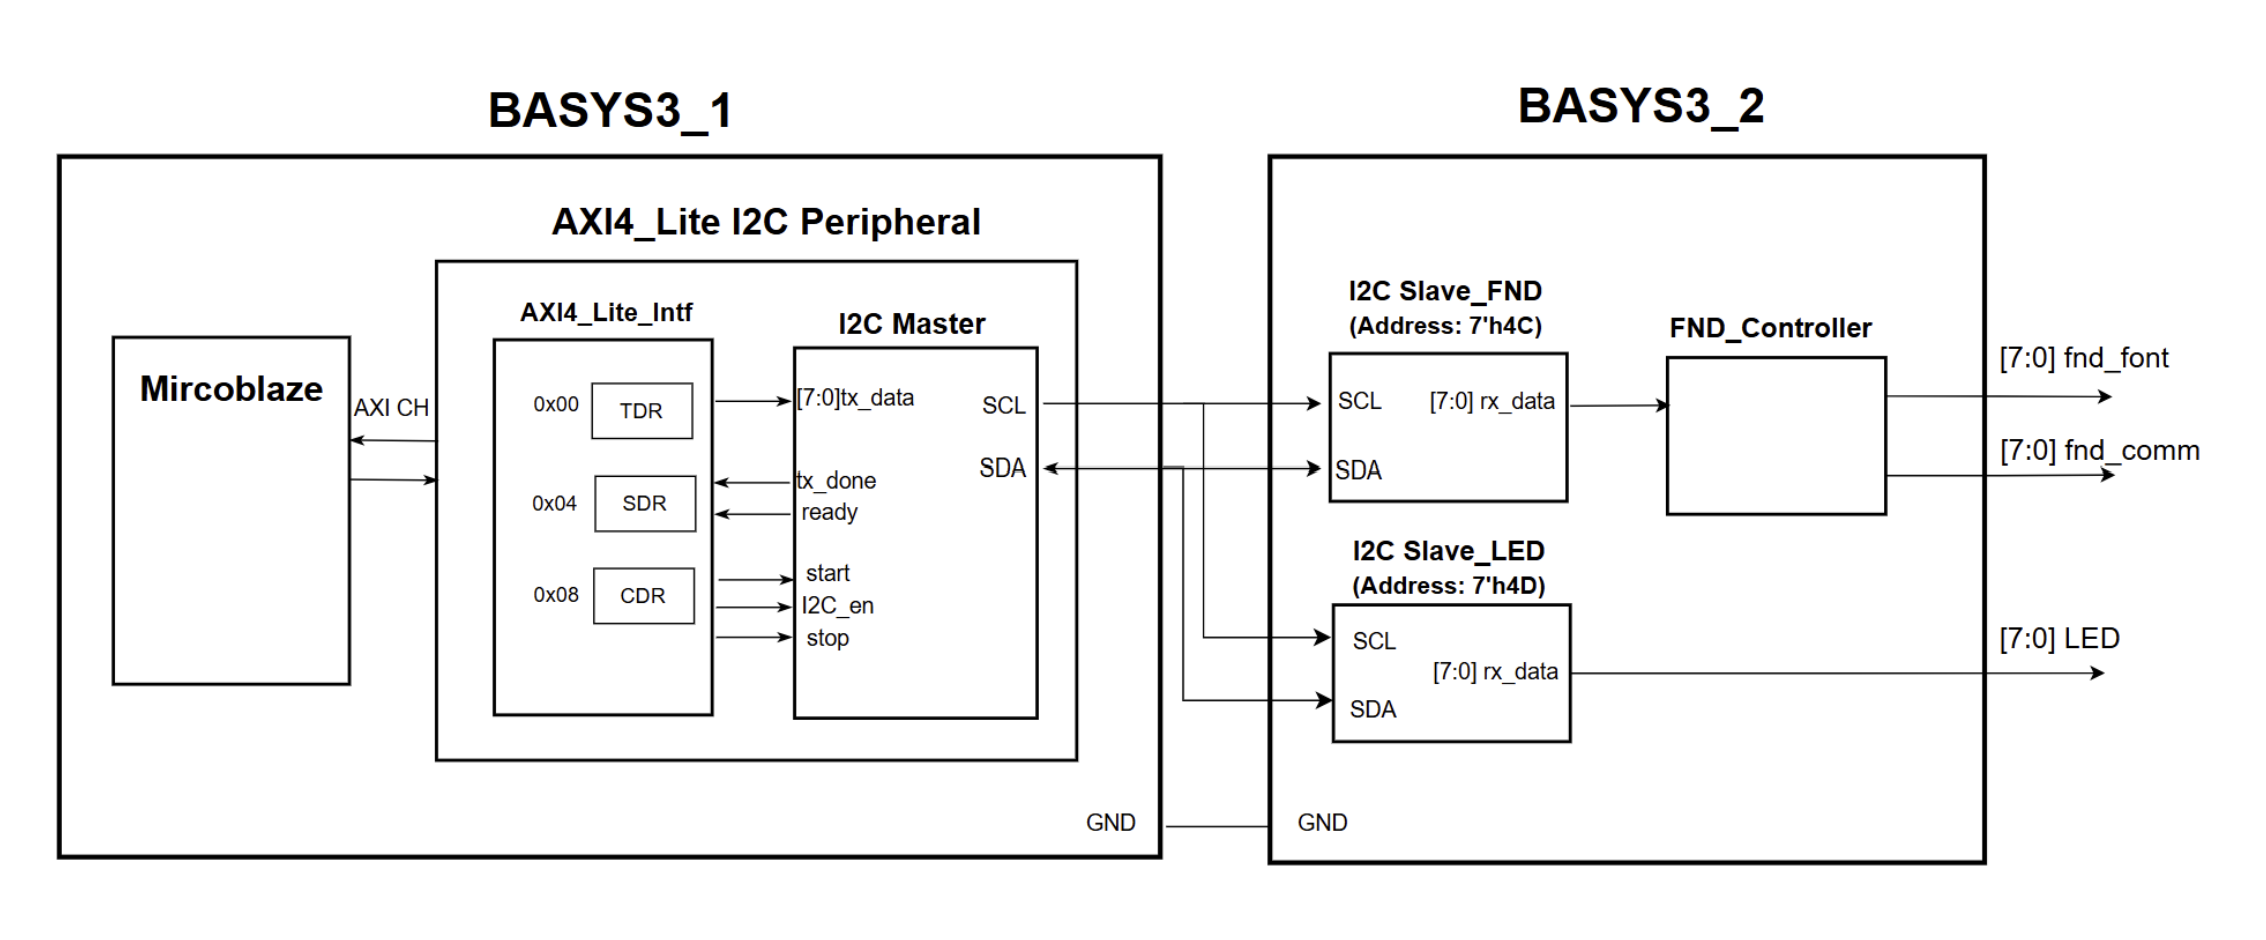 BASYS3_1
BASYS3_2
AXI4_Lite I2C Peripheral
AXI4_Lite_Intf
I2C Master
Mircoblaze
AXI CH
0x00
TDR
0x04
SDR
0x08
CDR
[7:0]tx_data
tx_done
ready
start
I2C_en
stop
SCL
SDA
GND
I2C Slave_FND
(Address: 7'h4C)
SCL
[7:0] rx_data
SDA
FND_Controller
[7:0] fnd_font
[7:0] fnd_comm
I2C Slave_LED
(Address: 7'h4D)
SCL
[7:0] rx_data
SDA
[7:0] LED
GND